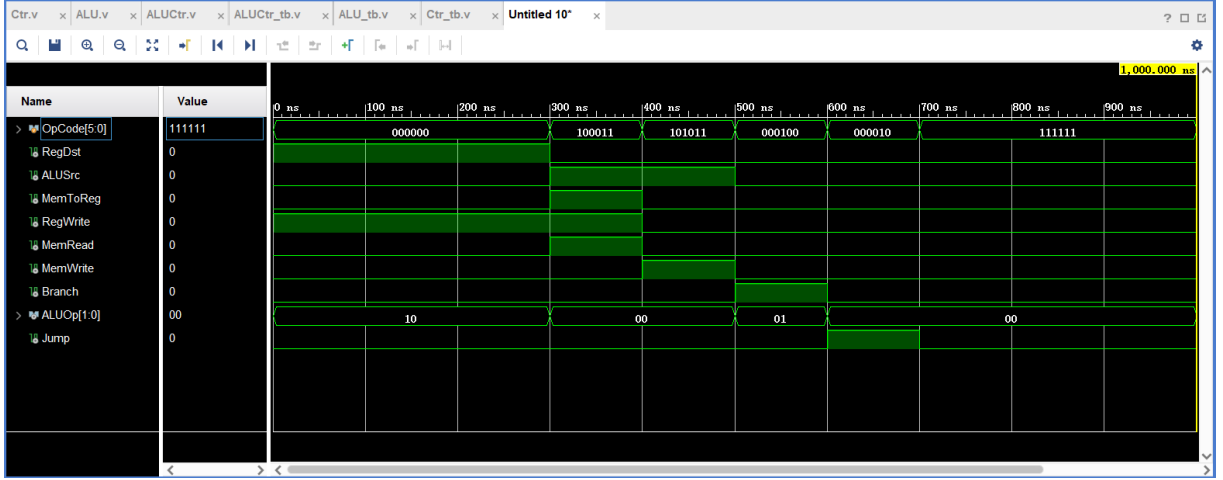 Ctr.v × ALU.v × ALUCtr.v × ALUCtr_tb.v × ALU_tb.v × Ctr_tb.v × Untitled 10* ×
1,000.000 ns
Name Value 0 ns 100 ns 200 ns 300 ns 400 ns 500 ns 600 ns 700 ns 800 ns 900 ns
OpCode[5:0] 111111 000000 100011 101011 000100 000010 111111
RegDst 0
ALUSrc 0
MemToReg 0
RegWrite 0
MemRead 0
MemWrite 0
Branch 0
ALUOp[1:0] 00 10 00 01 00
Jump 0